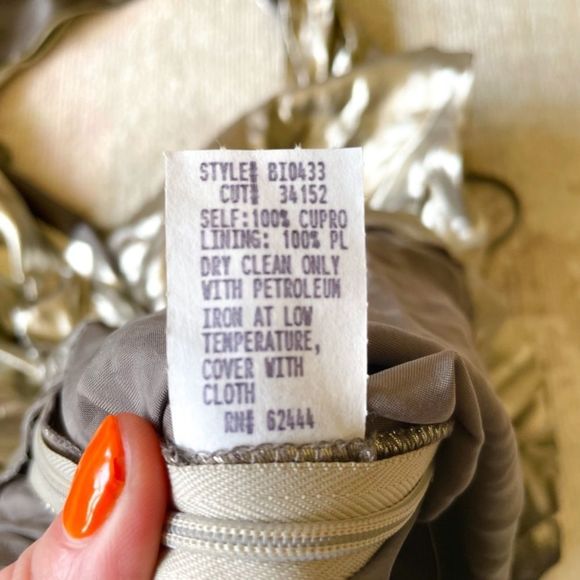 STYLE# BI0433
CUT# 34152
SELF:100% CUPRO
LINING: 100% PL
DRY CLEAN ONLY
WITH PETROLEUM
IRON AT LOW
TEMPERATURE,
COVER WITH
CLOTH
RN# 62444